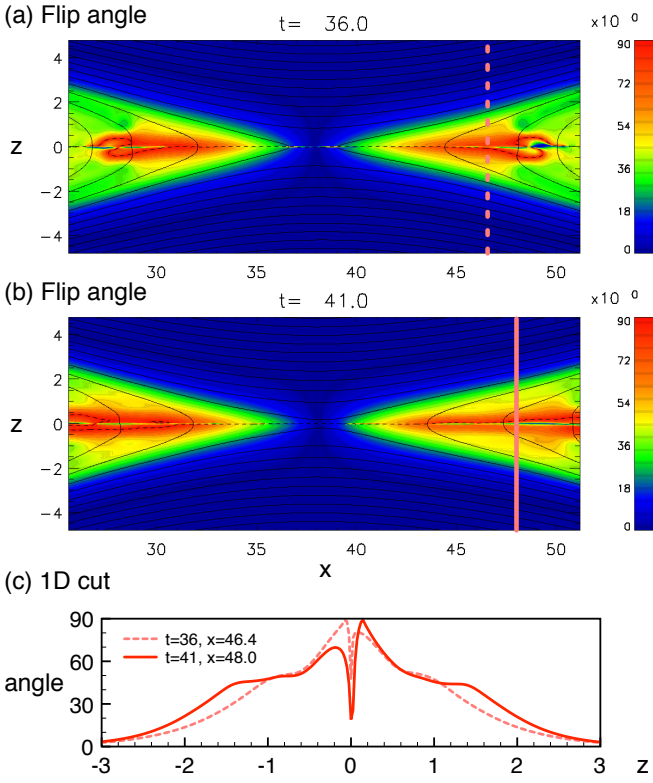 (a) Flip angle
t= 36.0
x10 0
90
72
54
36
18
0
4
2
0
−2
−4
z
30 35 40 45 50
(b) Flip angle
t= 41.0
x10 0
90
72
54
36
18
0
4
2
0
−2
−4
z
30 35 40 45 50
x
(c) 1D cut
90
60
30
0
angle
t=36, x=46.4
t=41, x=48.0
-3 -2 -1 0 1 2 3 z